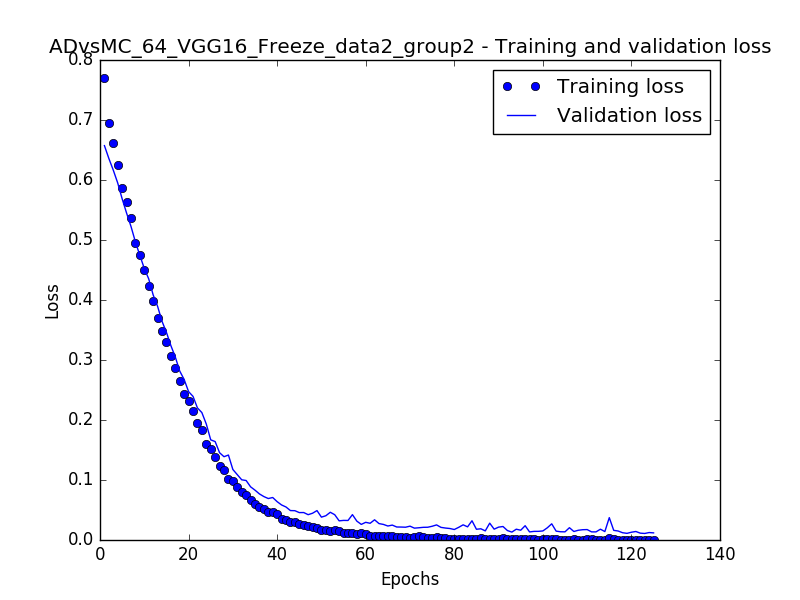 ADvsMC_64_VGG16_Freeze_data2_group2 - Training and validation loss
Training loss
Validation loss
0.8
0.7
0.6
0.5
0.4
0.3
0.2
0.1
0.0
Loss
0 20 40 60 80 100 120 140
Epochs